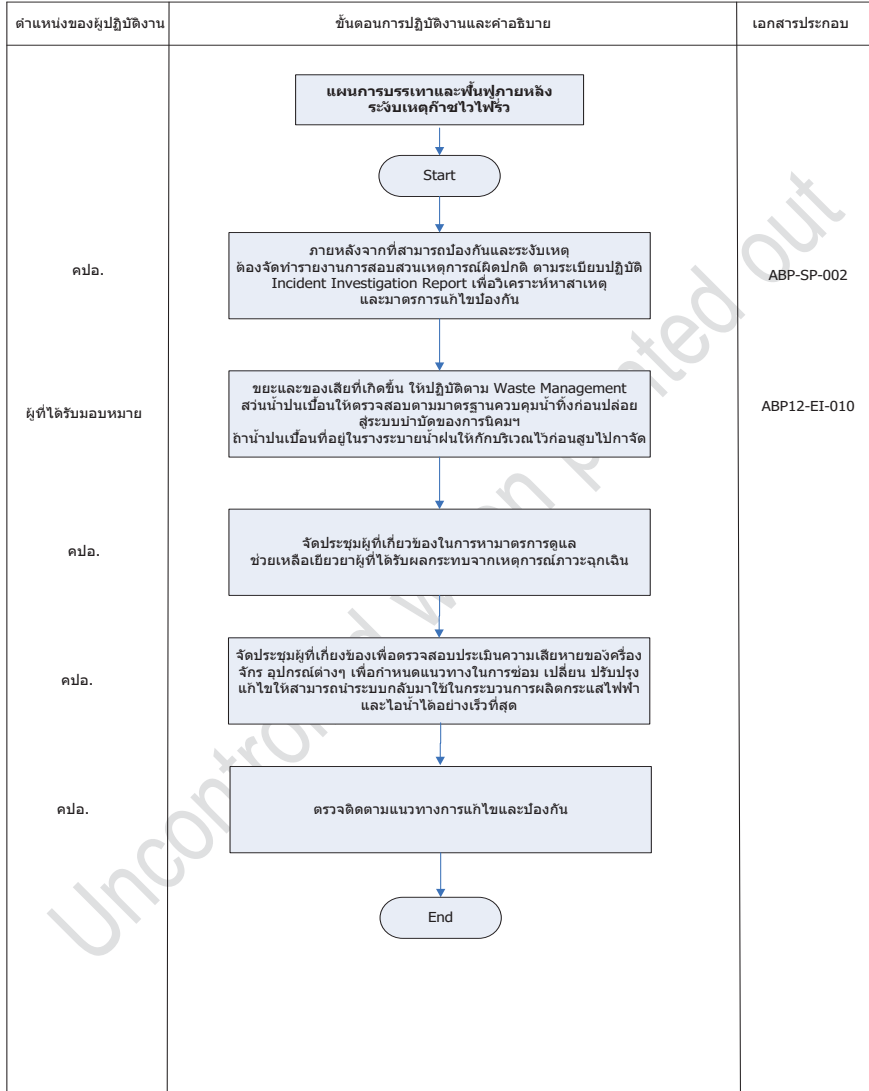 ตำแหน่งของผู้ปฏิบัติงาน
ขั้นตอนการปฏิบัติงานและคำอธิบาย
เอกสารประกอบ
แผนการบรรเทาและฟื้นฟูภายหลัง
ระงับเหตุก๊าซไวไฟรั่ว
Start
คปอ.
ภายหลังจากที่สามารถป้องกันและระงับเหตุ
ต้องจัดทำรายงานการสอบสวนเหตุการณ์ผิดปกติ ตามระเบียบปฏิบัติ
Incident Investigation Report เพื่อวิเคราะห์หาสาเหตุ
และมาตรการแก้ไขป้องกัน
ABP-SP-002
ผู้ที่ได้รับมอบหมาย
ขยะและของเสียที่เกิดขึ้น ให้ปฏิบัติตาม Waste Management
ส่วนน้ำปนเปื้อนให้ตรวจสอบตามมาตรฐานควบคุมน้ำทิ้งก่อนปล่อย
สู่ระบบบำบัดของการนิคมฯ
ถ้าน้ำปนเปื้อนที่อยู่ในรางระบายน้ำฝนให้กักบริเวณไว้ก่อนสูบไปกาจัด
ABP12-EI-010
คปอ.
จัดประชุมผู้ที่เกี่ยวข้องในการหามาตรการดูแล
ช่วยเหลือเยียวยาผู้ที่ได้รับผลกระทบจากเหตุการณ์ภาวะฉุกเฉิน
คปอ.
จัดประชุมผู้ที่เกี่ยงข้องเพื่อตรวจสอบประเมินความเสียหายของเครื่อง
จักร อุปกรณ์ต่างๆ เพื่อกำหนดแนวทางในการซ่อม เปลี่ยน ปรับปรุง
แก้ไขให้สามารถนำระบบกลับมาใช้ในกระบวนการผลิตกระแสไฟฟ้า
และไอน้ำได้อย่างเร็วที่สุด
คปอ.
ตรวจติดตามแนวทางการแก้ไขและป้องกัน
End
Uncontrolled when printed out